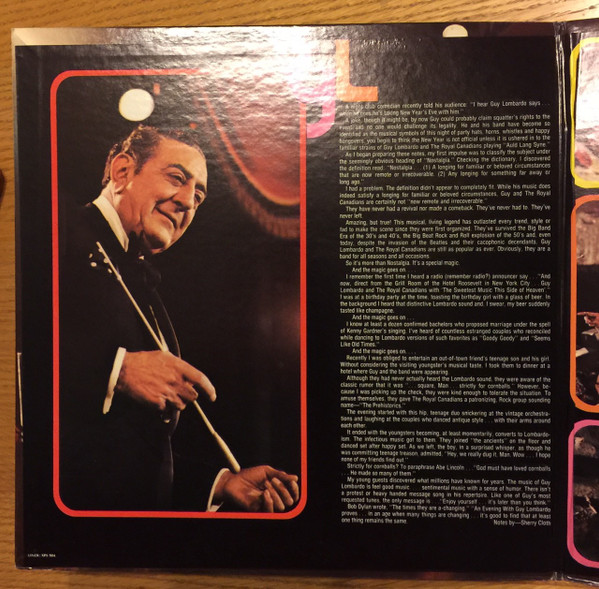 A night club comedian recently told his audience: "I hear Guy Lombardo says . . .
when he goes he's taking New Year's Eve with him."
A joke, though it might be, by now Guy could probably claim squatter's rights to the
event and no one would challenge its legality. He and his band have become so
identified as the musical symbols of this night of party hats, horns, whistles and happy
hangovers, you begin to think the New Year is not official unless it is ushered in to the
familiar strains of Guy Lombardo and The Royal Canadians playing "Auld Lang Syne."
As I began preparing these notes, my first impulse was to classify the subject under
the seemingly obvious heading of "Nostalgia." Checking the dictionary, I discovered
the definition read: "Nostalgia . . . (1) A longing for familiar or beloved circumstances
that are now remote or irrecoverable. (2) Any longing for something far away or
long ago."
I had a problem. The definition didn't appear to completely fit. While his music does
indeed satisfy a longing for familiar or beloved circumstances, Guy and The Royal
Canadians are certainly not "now remote and irrecoverable."
They have never had a revival nor made a comeback. They've never had to. They've
never left.
Amazing, but true! This musical, living legend has outlasted every trend, style or
fad to make the scene since they were first organized. They've survived the Big Band
Era of the 30's and 40's, the Big Beat Rock and Roll explosion of the 50's and, even
today, despite the invasion of the Beatles and their cacophonic decendants, Guy
Lombardo and The Royal Canadians are still as popular as ever. Obviously, they are a
band for all seasons and all occasions.
So it's more than Nostalgia. It's a special magic.
And the magic goes on . . .
I remember the first time I heard a radio (remember radio?) announcer say . . . "And
now, direct from the Grill Room of the Hotel Roosevelt in New York City . . . Guy
Lombardo and The Royal Canadians with 'The Sweetest Music This Side of Heaven'."
I was at a birthday party at the time, toasting the birthday girl with a glass of beer. In
the background I heard that distinctive Lombardo sound and, I swear, my beer suddenly
tasted like champagne.
And the magic goes on . . .
I know at least a dozen confirmed bachelors who proposed marriage under the spell
of Kenny Gardner's singing. I've heard of countless estranged couples who reconciled
while dancing to Lombardo versions of such favorites as "Goody Goody" and "Seems
Like Old Times."
And the magic goes on . . .
Recently I was obliged to entertain an out-of-town friend's teenage son and his girl.
Without considering the visiting youngster's musical taste, I took them to dinner at a
hotel where Guy and the band were appearing.
Although they had never actually heard the Lombardo sound, they were aware of the
classic rumor that it was ". . . square, Man . . . strictly for cornballs." However, be-
cause I was picking up the check, they were kind enough to tolerate the situation. To
amuse themselves, they gave The Royal Canadians a patronizing, Rock group sounding
name—"The Prehistorics."
The evening started with this hip, teenage duo snickering at the vintage orchestra-
tions and laughing at the couples who danced antique style . . . with their arms around
each other.
It ended with the youngsters becoming, at least momentarily, converts to Lombardo-
ism. The infectious music got to them. They joined "the ancients" on the floor and
danced set after happy set. As we left, the boy, in a surprised whisper, as though he
was committing teenage treason, admitted, "Hey, we really dug it, Man. Wow . . . I hope
none of my friends find out."
Strictly for cornballs? To paraphrase Abe Lincoln . . . "God must have loved cornballs
. . . He made so many of them."
My young guests discovered what millions have known for years. The music of Guy
Lombardo is feel good music . . . sentimental music with a sense of humor. There isn't
a protest or heavy handed message song in his repertoire. Like one of Guy's most
requested tunes, the only message is . . . "Enjoy yourself . . . it's later than you think."
Bob Dylan wrote, "The times they are a-changing." "An Evening With Guy Lombardo"
proves . . . in an age when many things are changing . . . it's good to find that at least
one thing remains the same. Notes by—Sherry Cloth